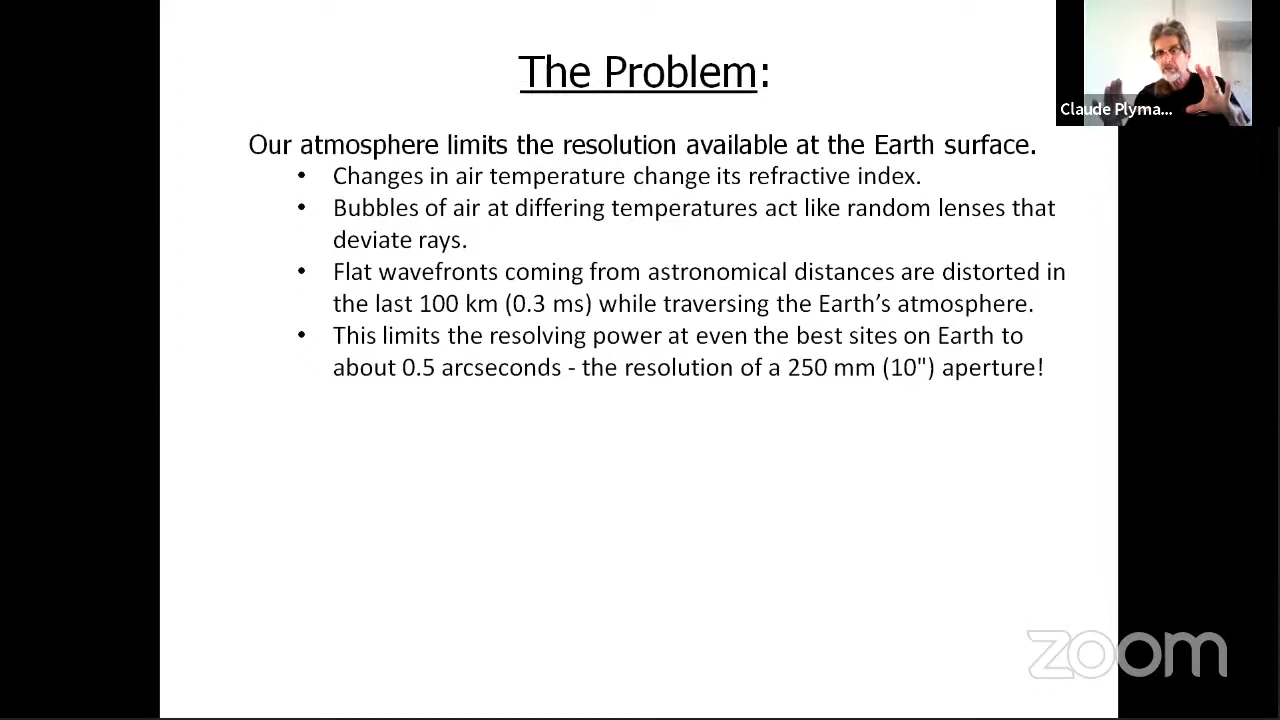 The Problem:
Claude Plyma...
Our atmosphere limits the resolution available at the Earth surface.
• Changes in air temperature change its refractive index.
• Bubbles of air at differing temperatures act like random lenses that
deviate rays.
• Flat wavefronts coming from astronomical distances are distorted in
the last 100 km (0.3 ms) while traversing the Earth’s atmosphere.
• This limits the resolving power at even the best sites on Earth to
about 0.5 arcseconds - the resolution of a 250 mm (10") aperture!
zoom